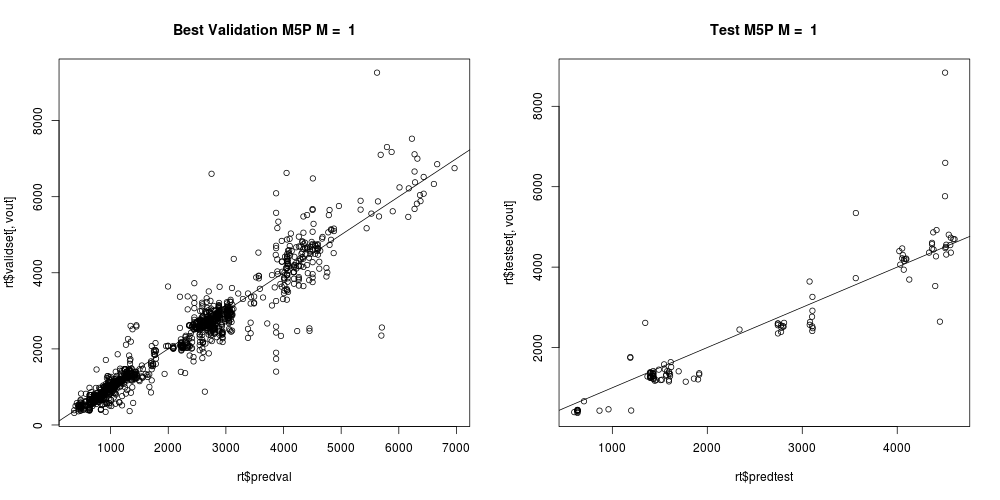 Best Validation M5P M =  1
rt$validset[, vout]
8000
6000
4000
2000
0
1000 2000 3000 4000 5000 6000 7000
rt$predval
Test M5P M =  1
rt$testset[, vout]
8000
6000
4000
2000
1000 2000 3000 4000
rt$predtest